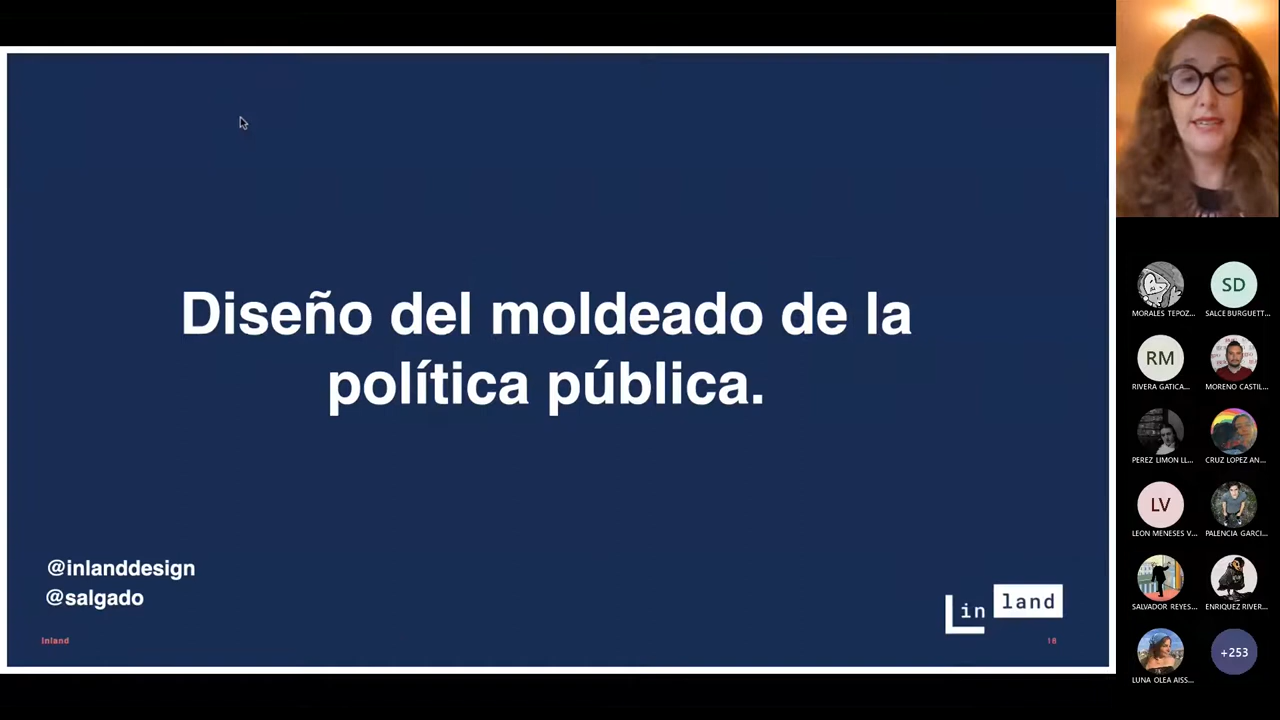 Diseño del moldeado de la
política pública.
@inlanddesign
@salgado
Inland
in land
18
SD
MORALES TEPOZ...
SALCE BURGUETT...
RM
RIVERA GATICA...
MORENO CASTIL...
PEREZ LIMON LL...
CRUZ LOPEZ AN...
LV
LEON MENESES V...
PALENCIA GARCI...
SALVADOR REYES...
ENRIQUEZ RIVER...
LUNA OLEA AISS...
+253